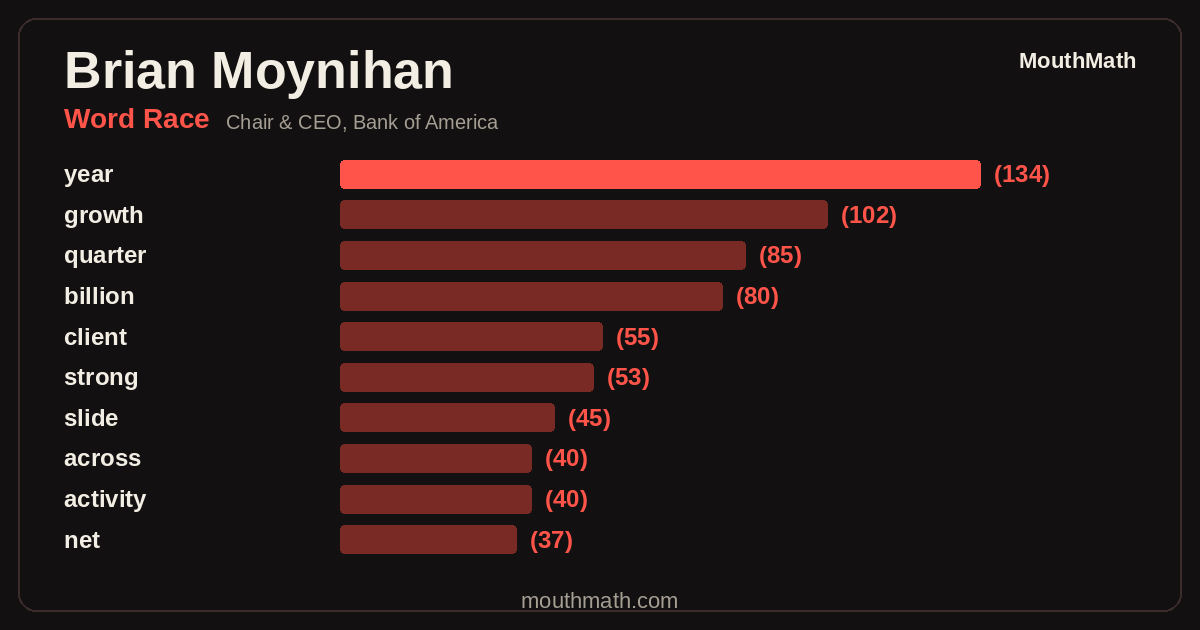 Brian Moynihan
MouthMath
Word Race Chair & CEO, Bank of America
year (134)
growth (102)
quarter (85)
billion (80)
client (55)
strong (53)
slide (45)
across (40)
activity (40)
net (37)
mouthmath.com